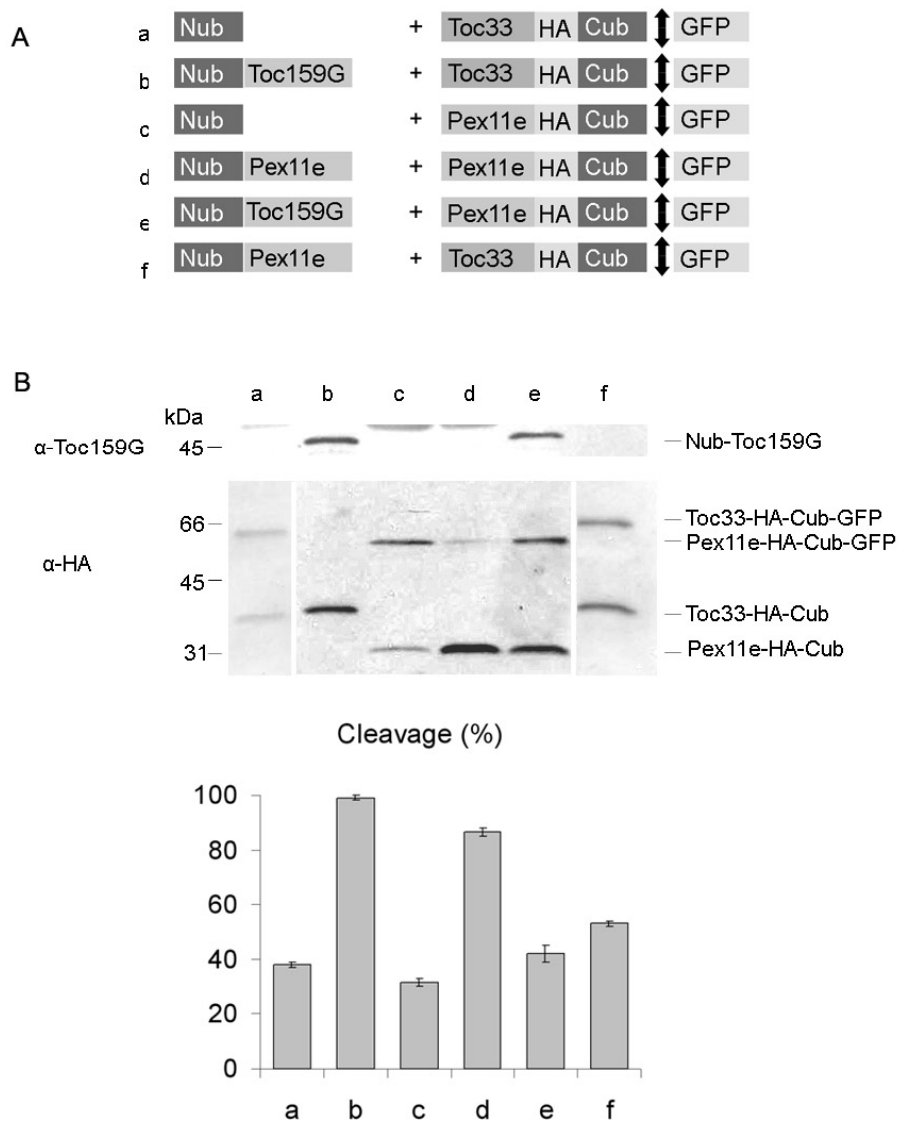 A
a Nub + Toc33 HA Cub GFP
b Nub Toc159G + Toc33 HA Cub GFP
c Nub + Pex11e HA Cub GFP
d Nub Pex11e + Pex11e HA Cub GFP
e Nub Toc159G + Pex11e HA Cub GFP
f Nub Pex11e + Toc33 HA Cub GFP
B
a b c d e f
kDa
α-Toc159G 45 Nub-Toc159G
66 Toc33-HA-Cub-GFP
Pex11e-HA-Cub-GFP
α-HA
45
Toc33-HA-Cub
31 Pex11e-HA-Cub
Cleavage (%)
100
80
60
40
20
0
a b c d e f